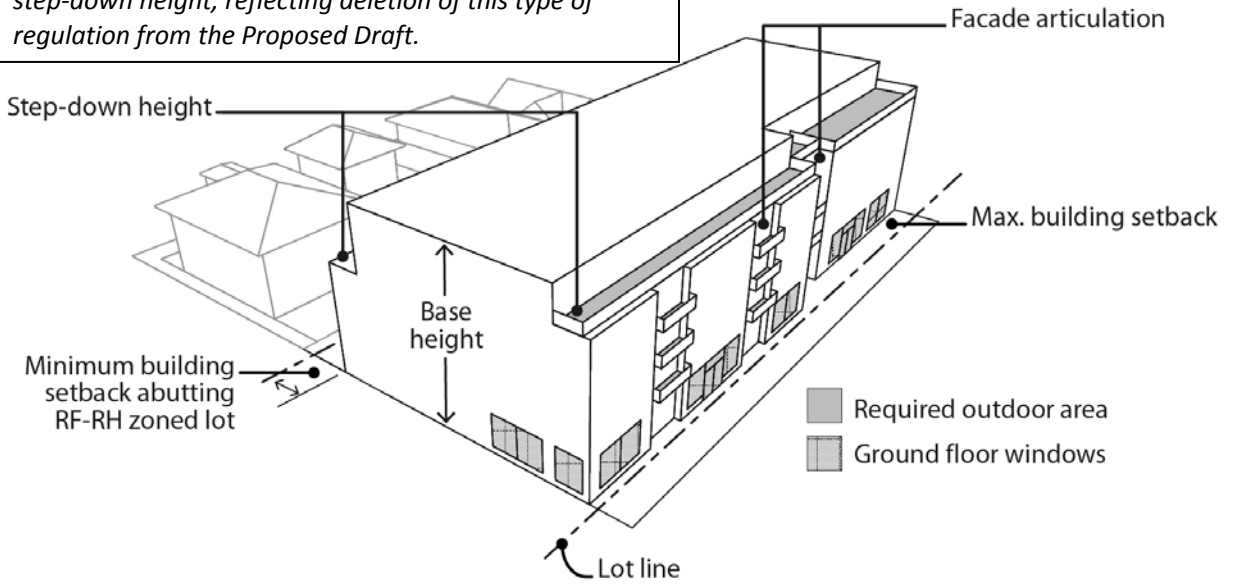 step-down height, reflecting deletion of this type of
regulation from the Proposed Draft.
Facade articulation
Step-down height
Max. building setback
Base
height
Minimum building
setback abutting
RF-RH zoned lot
Required outdoor area
Ground floor windows
Lot line